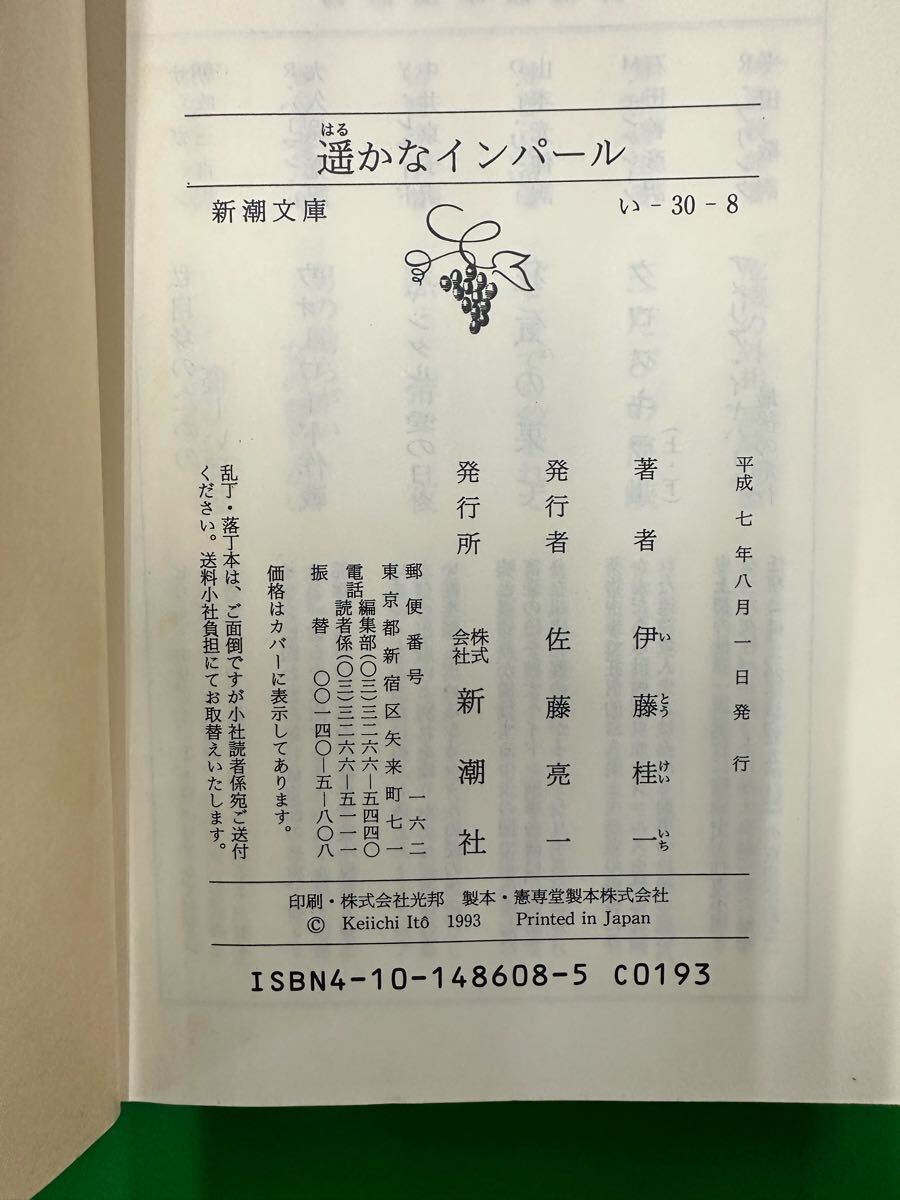 はる
遥かなインパール
新潮文庫 い-30-8
平成七年八月一日発行
著者 伊藤桂一
い とう けい いち
発行者 佐藤亮一
発行所 株式会社 新潮社
郵便番号 一六二
東京都新宿区矢来町七一
電話 編集部(〇三)三二六六―五四四〇
読者係(〇三)三二六六―五一一一
振替 〇〇一四〇―五―八〇八
価格はカバーに表示してあります。
乱丁・落丁本は、ご面倒ですが小社読者係宛ご送付
ください。送料小社負担にてお取替えいたします。
印刷・株式会社光邦 製本・憲専堂製本株式会社
© Keiichi Itô 1993 Printed in Japan
ISBN4-10-148608-5 C0193